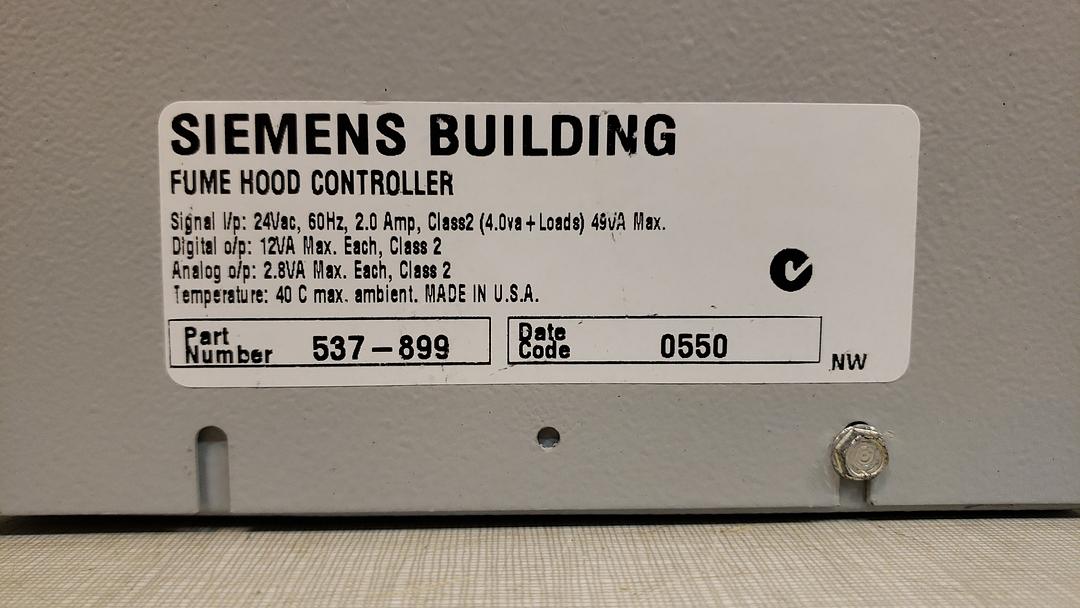 SIEMENS BUILDING
FUME HOOD CONTROLLER
Signal I/p: 24Vac, 60Hz, 2.0 Amp, Class2 (4.0va+Loads) 49vA Max.
Digital o/p: 12VA Max. Each, Class 2
Analog o/p: 2.8VA Max. Each, Class 2
Temperature: 40 C max. ambient. MADE IN U.S.A.
Part Number 537-899
Date Code 0550
NW